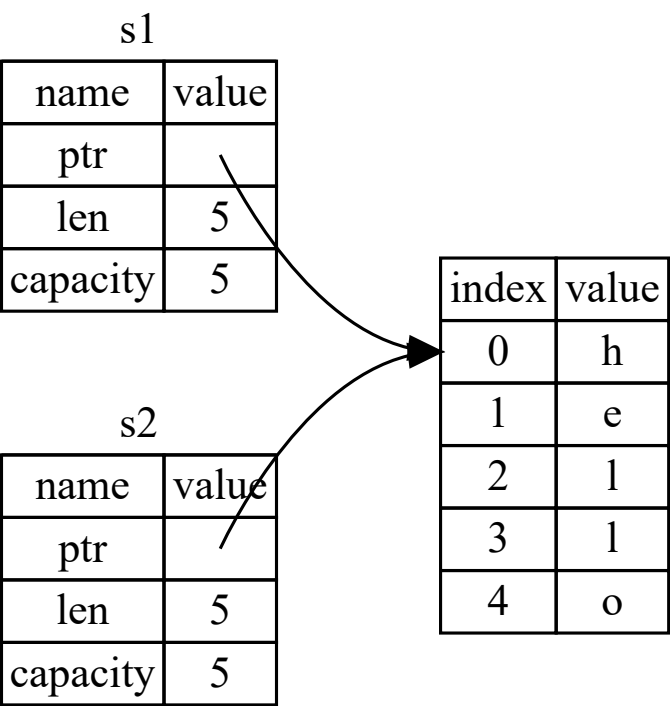 s1
name value
ptr
len 5
capacity 5
s2
name value
ptr
len 5
capacity 5
index value
0 h
1 e
2 l
3 l
4 o